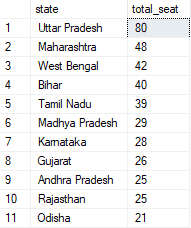 state total_seat
1 Uttar Pradesh 80
2 Maharashtra 48
3 West Bengal 42
4 Bihar 40
5 Tamil Nadu 39
6 Madhya Pradesh 29
7 Karnataka 28
8 Gujarat 26
9 Andhra Pradesh 25
10 Rajasthan 25
11 Odisha 21